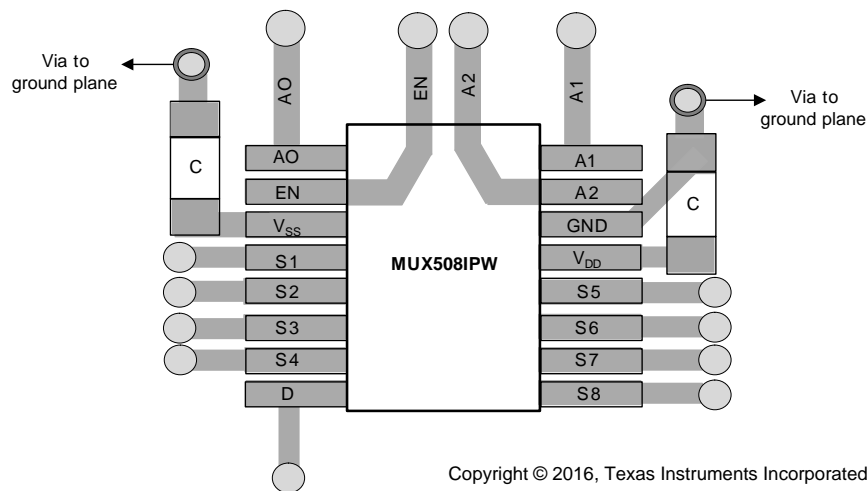 Via to
ground plane
AO
EN
A2
A1
Via to
ground plane
C
AO
EN
VSS
S1
S2
S3
S4
D
MUX508IPW
A1
A2
GND
VDD
S5
S6
S7
S8
C
Copyright © 2016, Texas Instruments Incorporated